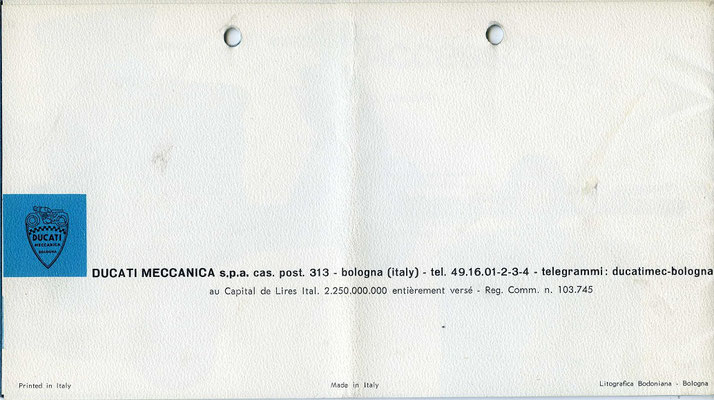 DUCATI
MECCANICA
BOLOGNA
DUCATI MECCANICA s.p.a. cas. post. 313 - bologna (italy) - tel. 49.16.01-2-3-4 - telegrammi: ducatimec-bologna
au Capital de Lires Ital. 2.250.000.000 entièrement versé - Reg. Comm. n. 103.745
Printed in Italy
Made in Italy
Litografica Bodoniana - Bologna